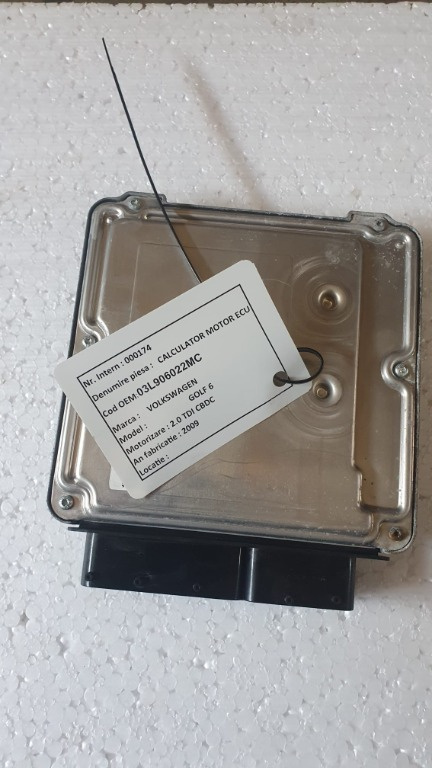 Nr. Intern : 000174
Denumire piesa : CALCULATOR MOTOR ECU
Cod OEM:03L906022MC
Marca : VOLKSWAGEN
Model : GOLF 6
Motorizare : 2.0 TDI CBDC
An fabricatie : 2009
Locatie :